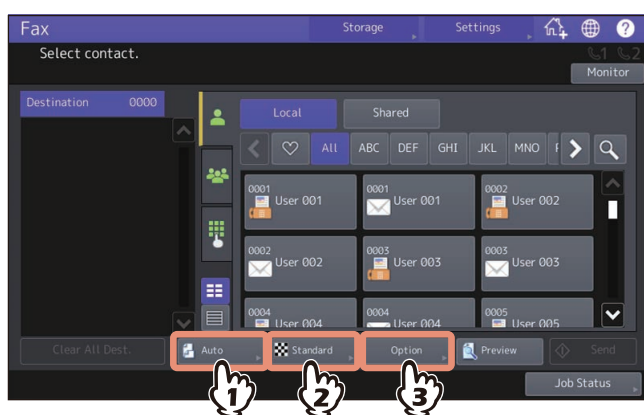 Fax
Storage
Settings
?
Select contact.
1
2
Monitor
Destination 0000
Local
Shared
All
ABC
DEF
GHI
JKL
MNO
0001
User 001
0001
User 001
0002
User 002
0002
User 002
0003
User 003
0003
User 003
0004
User 004
0004
User 004
0005
User 005
Clear All Dest.
Auto
Standard
Option
Preview
Send
1
2
3
Job Status